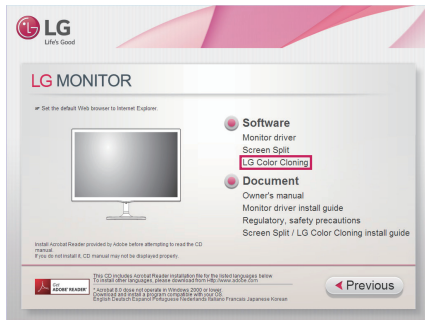 LG
Life's Good
LG MONITOR
☞ Set the default Web browser to Internet Explorer.
Software
Monitor driver
Screen Split
LG Color Cloning
Document
Owner's manual
Monitor driver install guide
Regulatory, safety precautions
Screen Split / LG Color Cloning install guide
Install Acrobat Reader provided by Adobe before attempting to read the CD
manual.
If you do not install it, CD manual may not be displayed properly.
Get
ADOBE® READER®
This CD includes Acrobat Reader installation file for the listed languages below
To install other languages, please download from http://www.adobe.com
* Acrobat 8.0 dose not operate in Windows 2000 or lower.
Download and install a program compatible with your OS.
English Deutsch Espanol Portuguese Nederlands Italiano Francais Japanese Korean
Previous